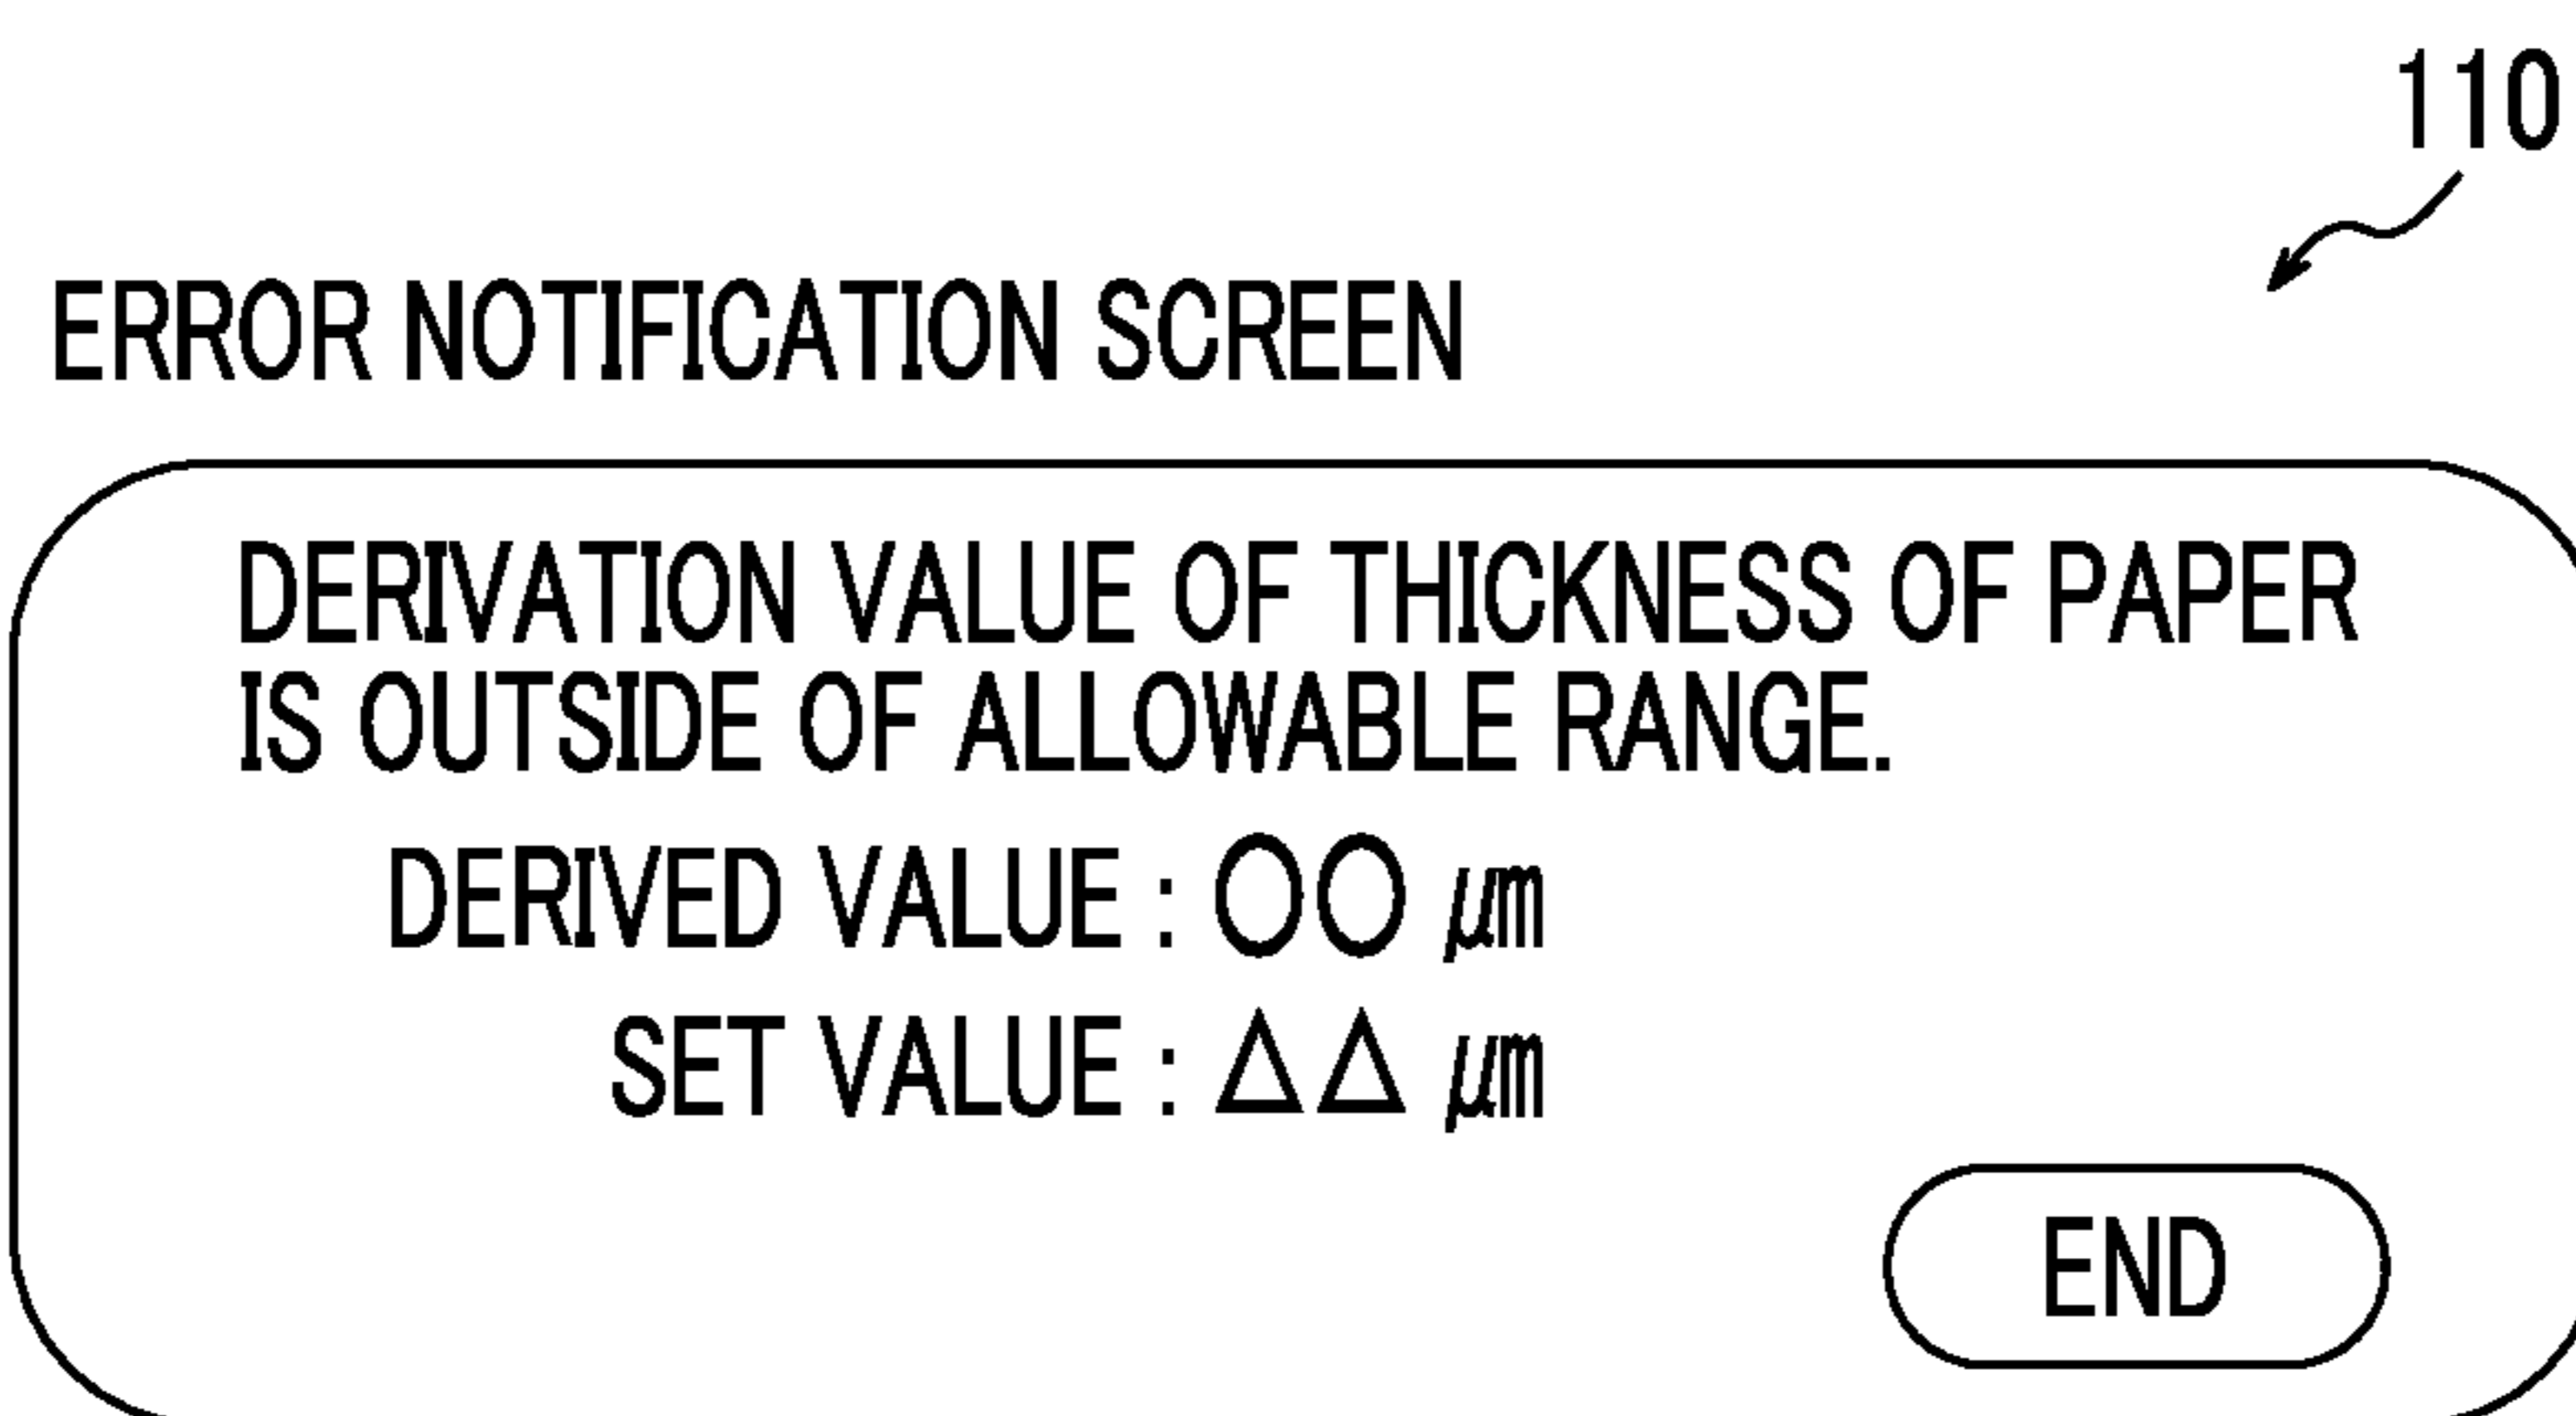 110
ERROR NOTIFICATION SCREEN
DERIVATION VALUE OF THICKNESS OF PAPER
IS OUTSIDE OF ALLOWABLE RANGE.
DERIVED VALUE : ○○ μm
SET VALUE : △△ μm
END